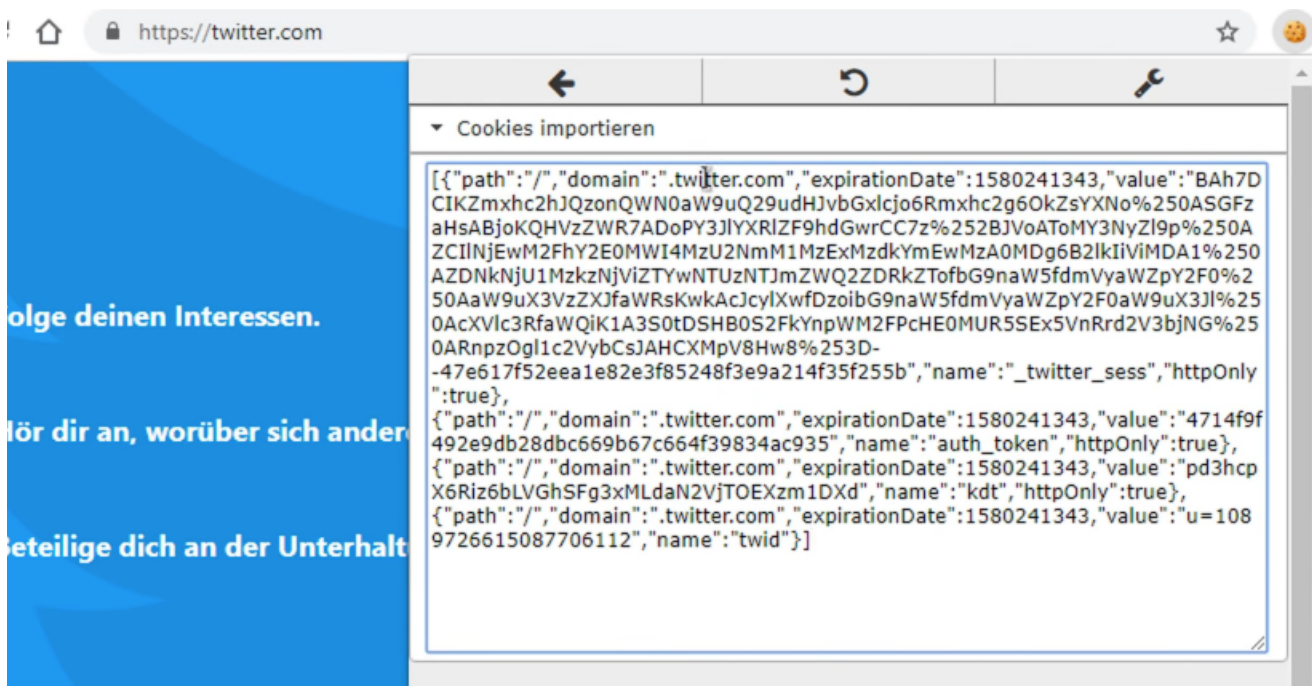 https://twitter.com
Cookies importieren
[{"path":"/","domain":".twitter.com","expirationDate":1580241343,"value":"BAh7D
CIKZmxhc2hJQzonQWN0aW9uQ29udHJvbGxlcjo6Rmxhc2g6OkZsYXNo%250ASGFz
aHsABjoKQHVzZWR7ADoPY3JlYXRlZF9hdGwrCC7z%252BJVoAToMY3NyZl9p%250A
ZCIlNjEwM2FhY2E0MWI4MzU2NmM1MzExMzdkYmEwMzA0MDg6B2lkIiViMDA1%250
AZDNkNjU1MzkzNjViZTYwNTUzNTJmZWQ2ZDRkZTofbG9naW5fdmVyaWZpY2F0%2
50AaW9uX3VzZXJfaWRsKwkAcJcylXwfDzoibG9naW5fdmVyaWZpY2F0aW9uX3Jl%25
0AcXVlc3RfaWQiK1A3S0tDSHB0S2FkYnpWM2FPcHE0MUR5SEx5VnRrd2V3bjNG%25
0ARnpzOgl1c2VybCsJAHCXMpV8Hw8%253D-
-47e617f52eea1e82e3f85248f3e9a214f35f255b","name":"_twitter_sess","httpOnly
":true},
{"path":"/","domain":".twitter.com","expirationDate":1580241343,"value":"4714f9f
492e9db28dbc669b67c664f39834ac935","name":"auth_token","httpOnly":true},
{"path":"/","domain":".twitter.com","expirationDate":1580241343,"value":"pd3hcp
X6Riz6bLVGhSFg3xMLdaN2VjTOEXzm1DXd","name":"kdt","httpOnly":true},
{"path":"/","domain":".twitter.com","expirationDate":1580241343,"value":"u=108
9726615087706112","name":"twid"}]
olge deinen Interessen.
Hör dir an, worüber sich ander
Beteilige dich an der Unterhalt